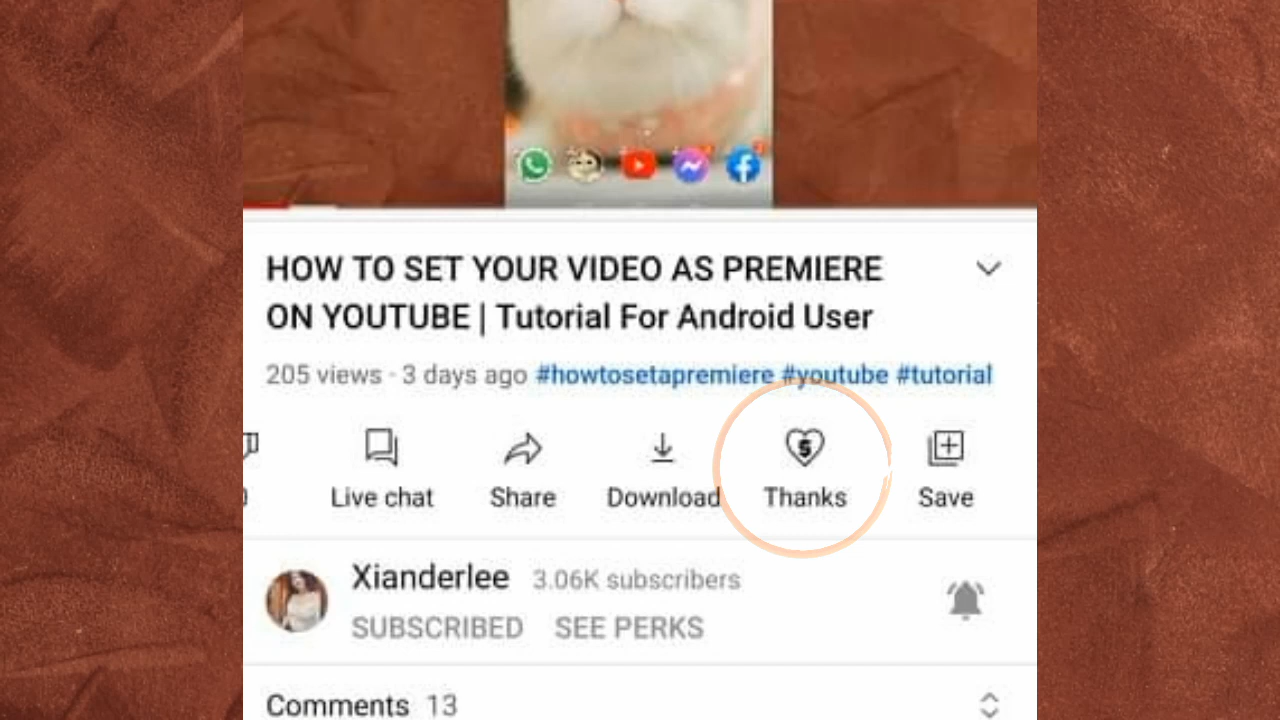 HOW TO SET YOUR VIDEO AS PREMIERE
ON YOUTUBE | Tutorial For Android User
205 views · 3 days ago #howtosetapremiere #youtube #tutorial
Live chat Share Download Thanks Save
Xianderlee 3.06K subscribers
SUBSCRIBED SEE PERKS
Comments 13